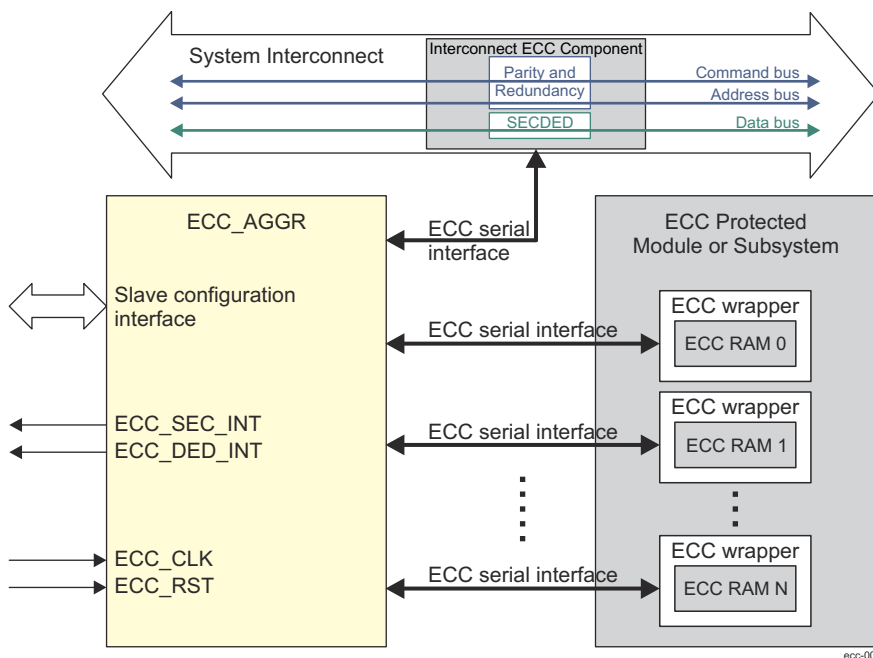 System Interconnect
Interconnect ECC Component
Parity and
Redundancy
Command bus
Address bus
SECDED
Data bus
ECC_AGGR
ECC serial
interface
ECC Protected
Module or Subsystem
Slave configuration
interface
ECC serial interface
ECC wrapper
ECC RAM 0
ECC_SEC_INT
ECC_DED_INT
ECC serial interface
ECC wrapper
ECC RAM 1
ECC_CLK
ECC_RST
ECC serial interface
ECC wrapper
ECC RAM N
ecc-00